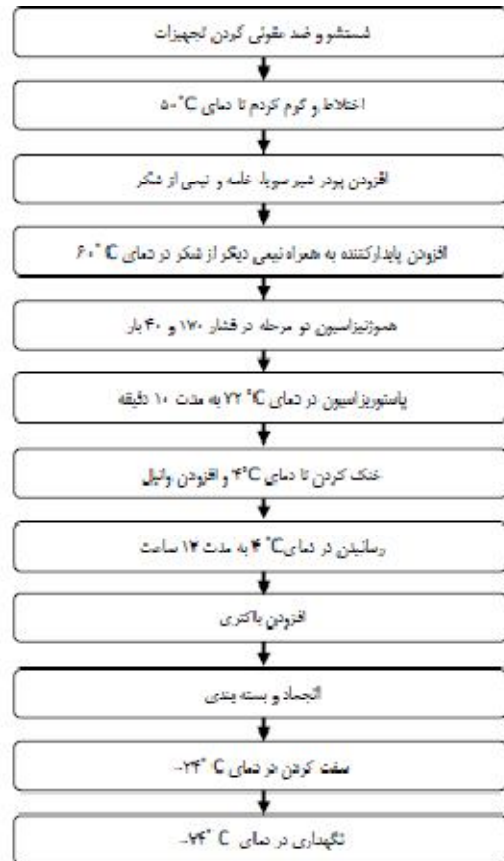 شستشو و ضد عفونی کردن تجهیزات
اختلاط و گرم کردم تا دمای ۵۰°C
افزودن پودر شیر سویا، خامه و نیمی از شکر
افزودن پایدارکننده به همراه نیمی دیگر از شکر در دمای ۶۰°C
هموژنیزاسیون دو مرحله در فشار ۱۷۰ و ۴۰ بار
پاستوریزاسیون در دمای ۷۲°C به مدت ۱۰ دقیقه
خنک کردن تا دمای ۴°C و افزودن وانیل
رسانیدن در دمای ۴°C به مدت ۱۲ ساعت
افزودن باکتری
انجماد و بسته بندی
سفت کردن در دمای ۲۴°C-
نگهداری در دمای ۲۴°C-